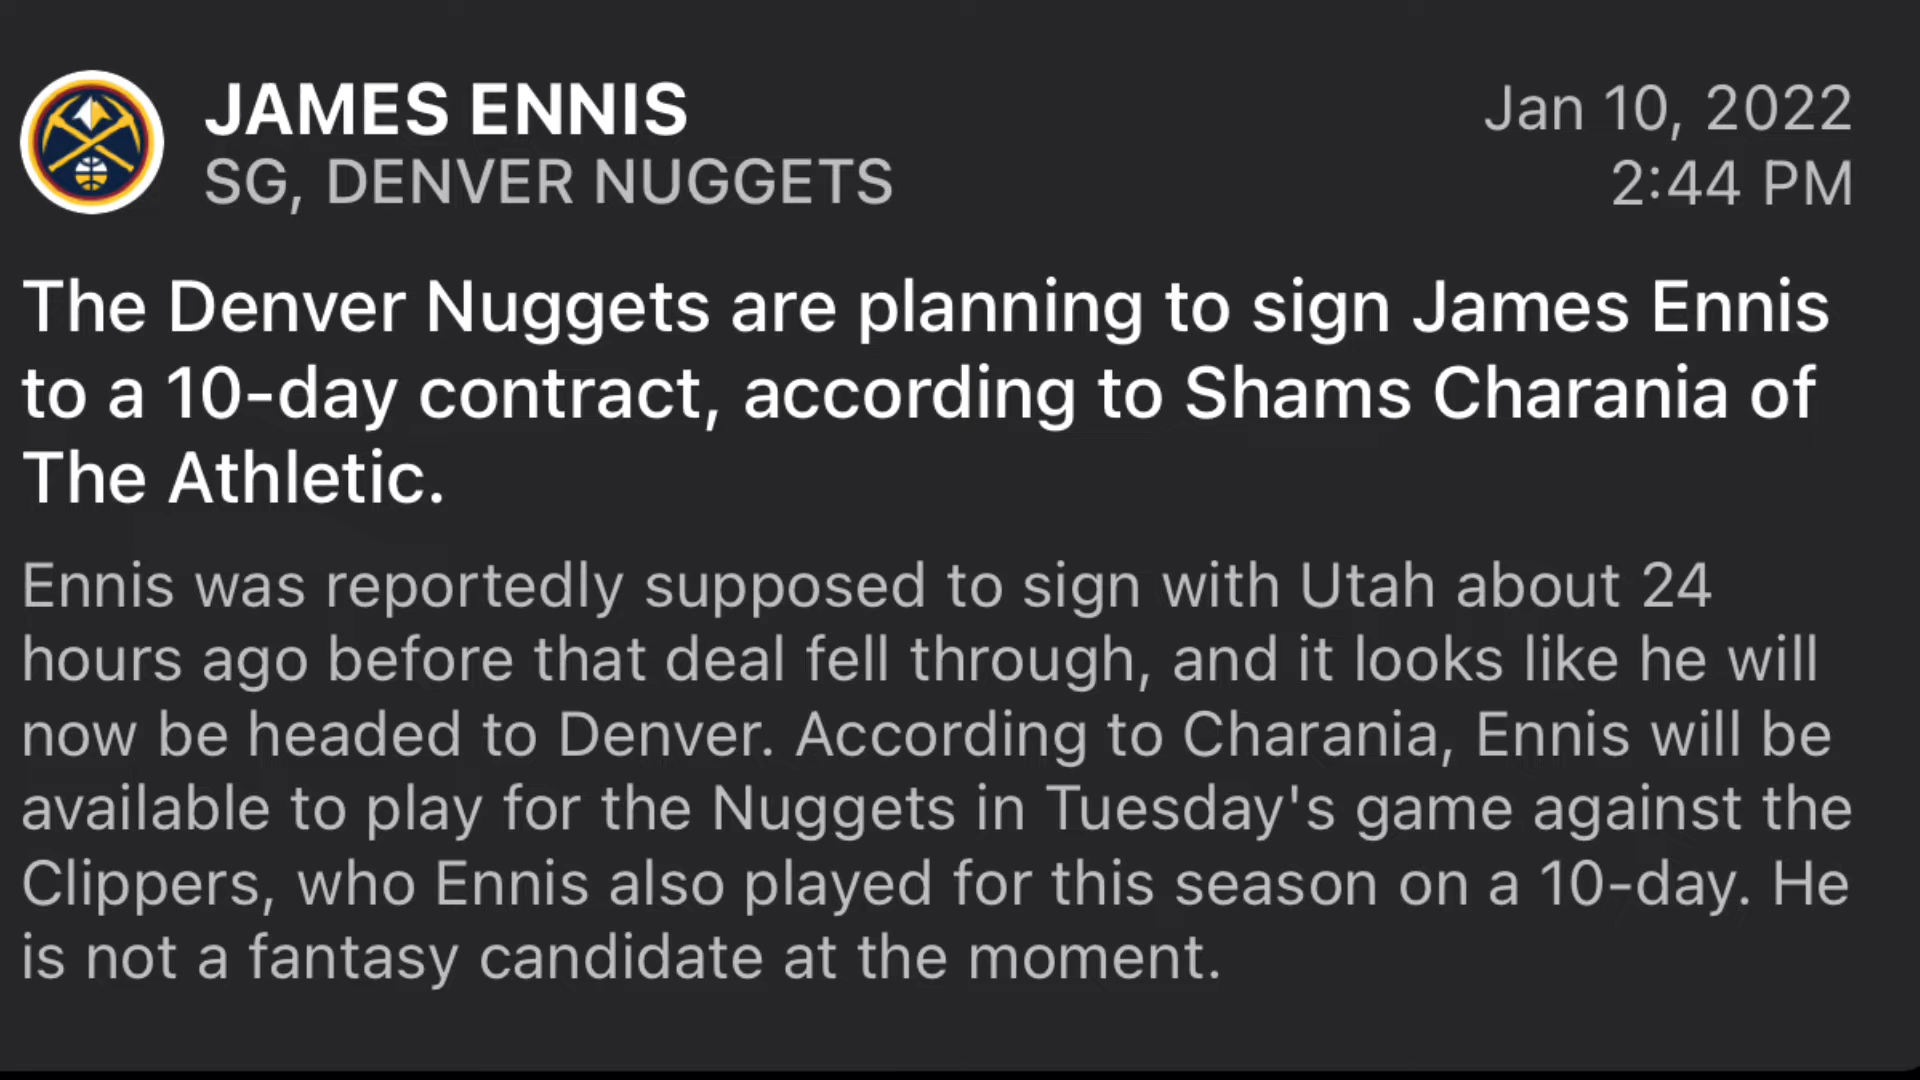 JAMES ENNIS
SG, DENVER NUGGETS
Jan 10, 2022
2:44 PM
The Denver Nuggets are planning to sign James Ennis
to a 10-day contract, according to Shams Charania of
The Athletic.
Ennis was reportedly supposed to sign with Utah about 24
hours ago before that deal fell through, and it looks like he will
now be headed to Denver. According to Charania, Ennis will be
available to play for the Nuggets in Tuesday's game against the
Clippers, who Ennis also played for this season on a 10-day. He
is not a fantasy candidate at the moment.